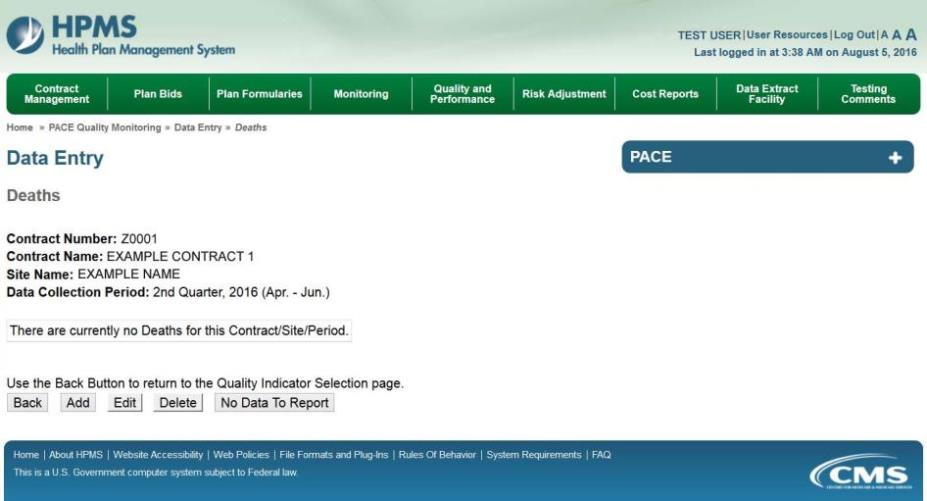 HPMS
Health Plan Management System
TEST USER|User Resources|Log Out|A A A
Last logged in at 3:38 AM on August 5, 2016
Contract Management Plan Bids Plan Formularies Monitoring Quality and Performance Risk Adjustment Cost Reports Data Extract Facility Testing Comments
Home » PACE Quality Monitoring » Data Entry » Deaths
Data Entry
PACE +
Deaths
Contract Number: Z0001
Contract Name: EXAMPLE CONTRACT 1
Site Name: EXAMPLE NAME
Data Collection Period: 2nd Quarter, 2016 (Apr. - Jun.)
There are currently no Deaths for this Contract/Site/Period.
Use the Back Button to return to the Quality Indicator Selection page.
Back Add Edit Delete No Data To Report
Home | About HPMS | Website Accessibility | Web Policies | File Formats and Plug-Ins | Rules Of Behavior | System Requirements | FAQ
This is a U.S. Government computer system subject to Federal law.
CMS